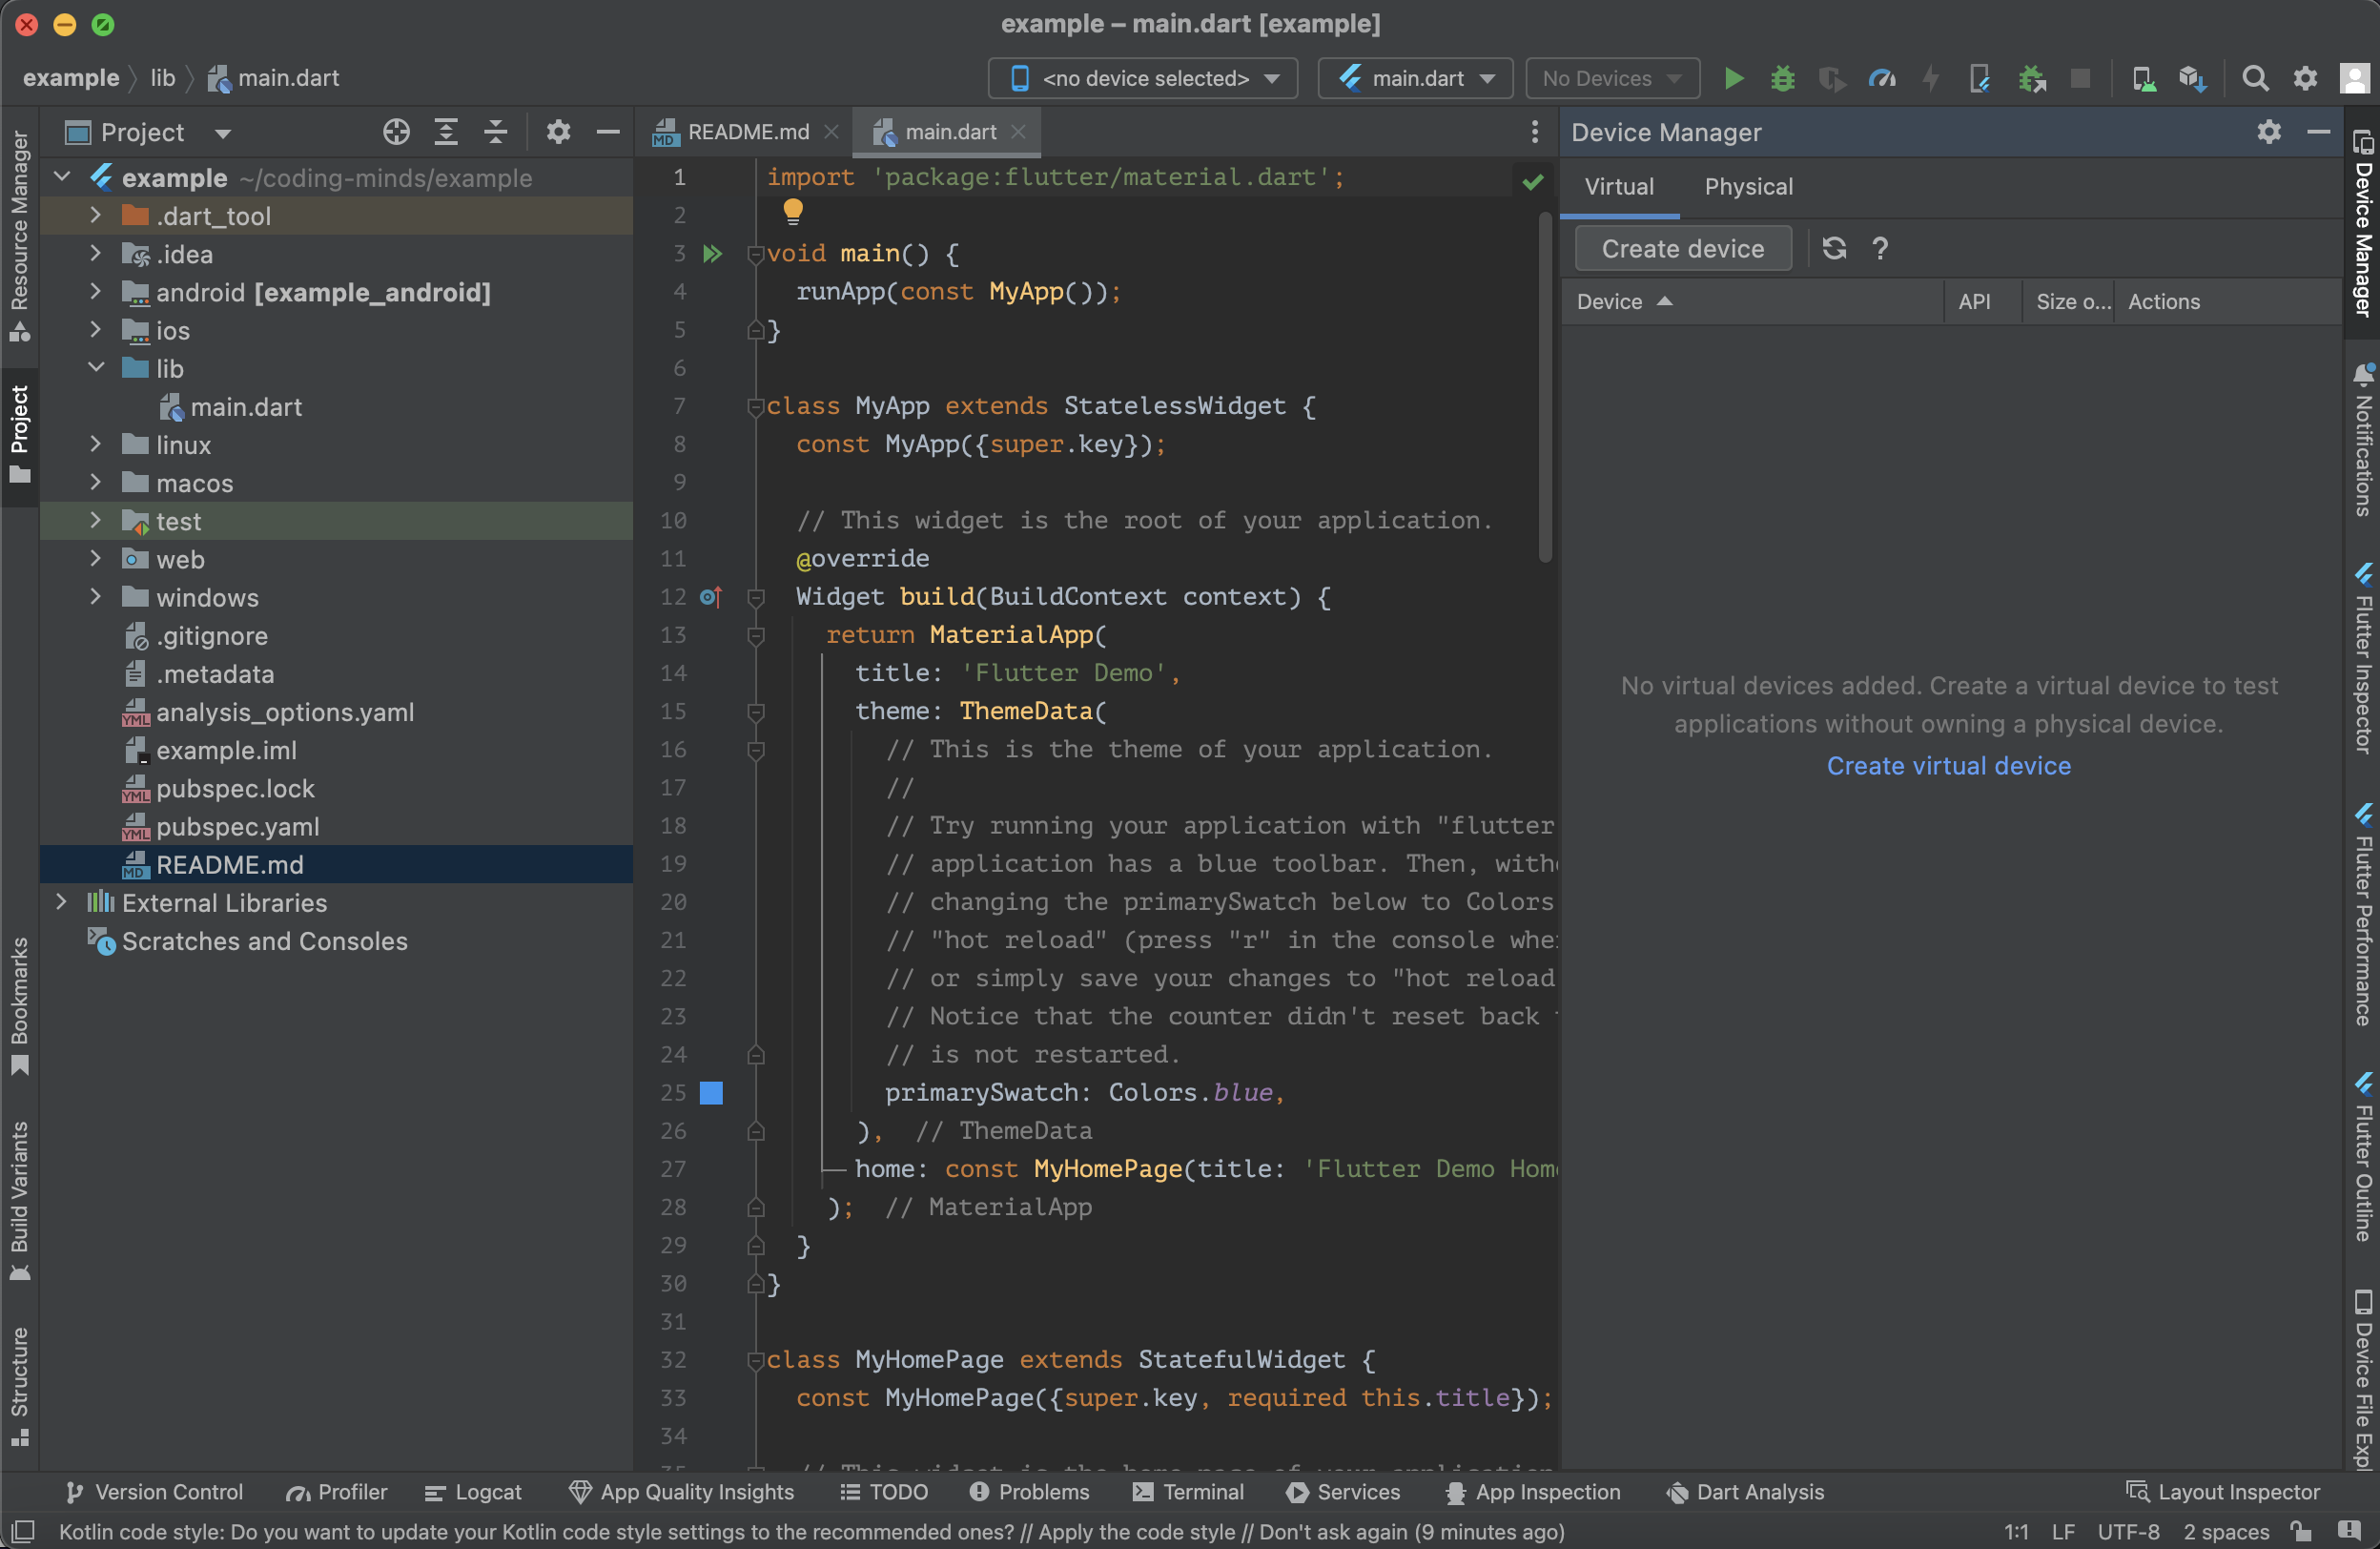 example – main.dart [example]
example lib main.dart
<no device selected> main.dart No Devices
Resource Manager
Project
Bookmarks
Build Variants
Structure
Project
example ~/coding-minds/example
.dart_tool
.idea
android [example_android]
ios
lib
main.dart
linux
macos
test
web
windows
.gitignore
.metadata
analysis_options.yaml
example.iml
pubspec.lock
pubspec.yaml
README.md
External Libraries
Scratches and Consoles
README.md main.dart
1 import 'package:flutter/material.dart';
2
3 void main() {
4 runApp(const MyApp());
5 }
6
7 class MyApp extends StatelessWidget {
8 const MyApp({super.key});
9
10 // This widget is the root of your application.
11 @override
12 Widget build(BuildContext context) {
13 return MaterialApp(
14 title: 'Flutter Demo',
15 theme: ThemeData(
16 // This is the theme of your application.
17 //
18 // Try running your application with "flutter
19 // application has a blue toolbar. Then, witho
20 // changing the primarySwatch below to Colors
21 // "hot reload" (press "r" in the console whe
22 // or simply save your changes to "hot reload
23 // Notice that the counter didn't reset back
24 // is not restarted.
25 primarySwatch: Colors.blue,
26 ), // ThemeData
27 home: const MyHomePage(title: 'Flutter Demo Hom
28 ); // MaterialApp
29 }
30 }
31
32 class MyHomePage extends StatefulWidget {
33 const MyHomePage({super.key, required this.title});
34
35 // This widget is the home page of your application
Device Manager
Virtual Physical
Create device ?
Device API Size o... Actions
No virtual devices added. Create a virtual device to test
applications without owning a physical device.
Create virtual device
Device Manager
Notifications
Flutter Inspector
Flutter Performance
Flutter Outline
Device File Expl
Version Control Profiler Logcat App Quality Insights TODO Problems Terminal Services App Inspection Dart Analysis Layout Inspector
Kotlin code style: Do you want to update your Kotlin code style settings to the recommended ones? // Apply the code style // Don't ask again (9 minutes ago) 1:1 LF UTF-8 2 spaces